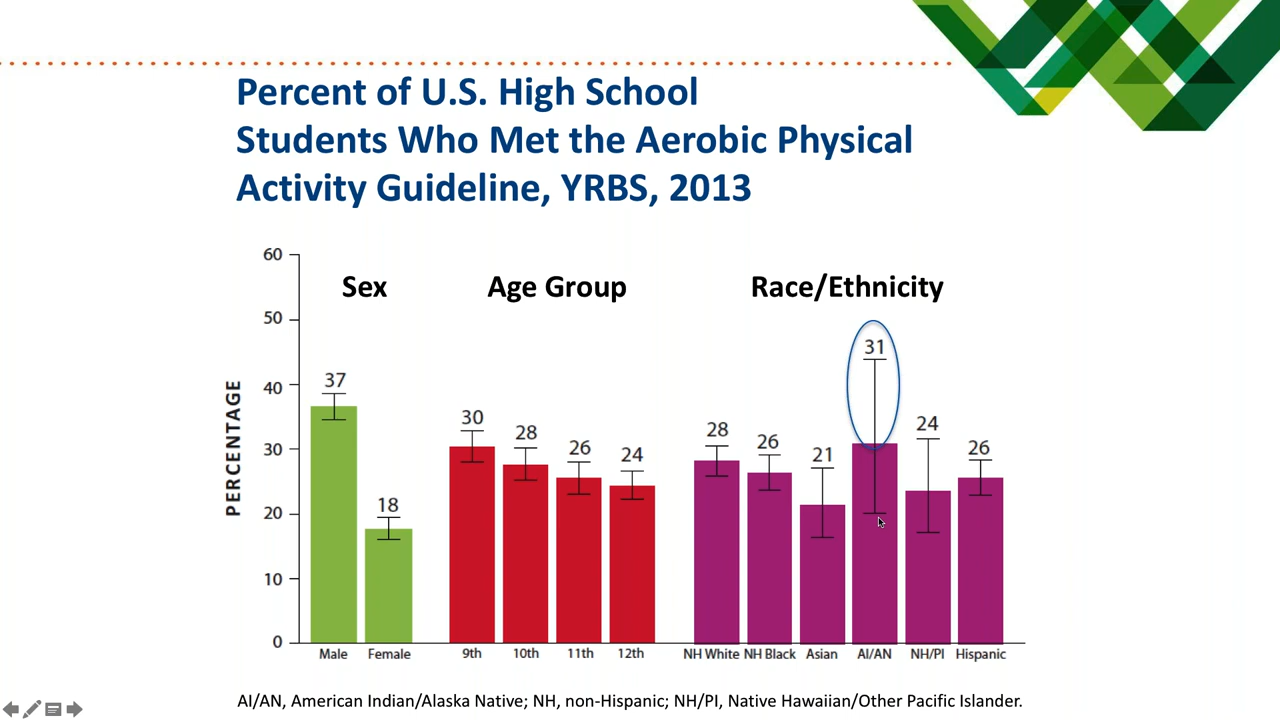 Percent of U.S. High School
Students Who Met the Aerobic Physical
Activity Guideline, YRBS, 2013
PERCENTAGE
60
50
40
30
20
10
0
Sex
37
18
Male Female
Age Group
30
28
26
24
9th 10th 11th 12th
Race/Ethnicity
28
26
21
31
24
26
NH White NH Black Asian AI/AN NH/PI Hispanic
AI/AN, American Indian/Alaska Native; NH, non-Hispanic; NH/PI, Native Hawaiian/Other Pacific Islander.